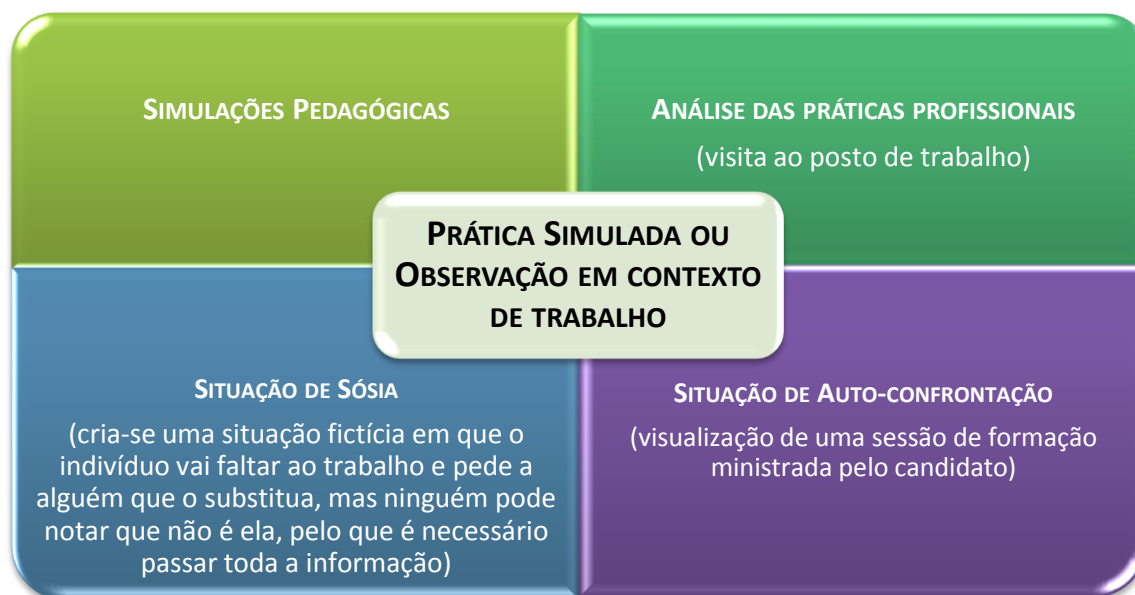 SIMULAÇÕES PEDAGÓGICAS
ANÁLISE DAS PRÁTICAS PROFISSIONAIS
(visita ao posto de trabalho)
PRÁTICA SIMULADA OU
OBSERVAÇÃO EM CONTEXTO
DE TRABALHO
SITUAÇÃO DE SÓSIA
(cria-se uma situação fictícia em que o
indivíduo vai faltar ao trabalho e pede a
alguém que o substitua, mas ninguém pode
notar que não é ela, pelo que é necessário
passar toda a informação)
SITUAÇÃO DE AUTO-CONFRONTAÇÃO
(visualização de uma sessão de formação
ministrada pelo candidato)